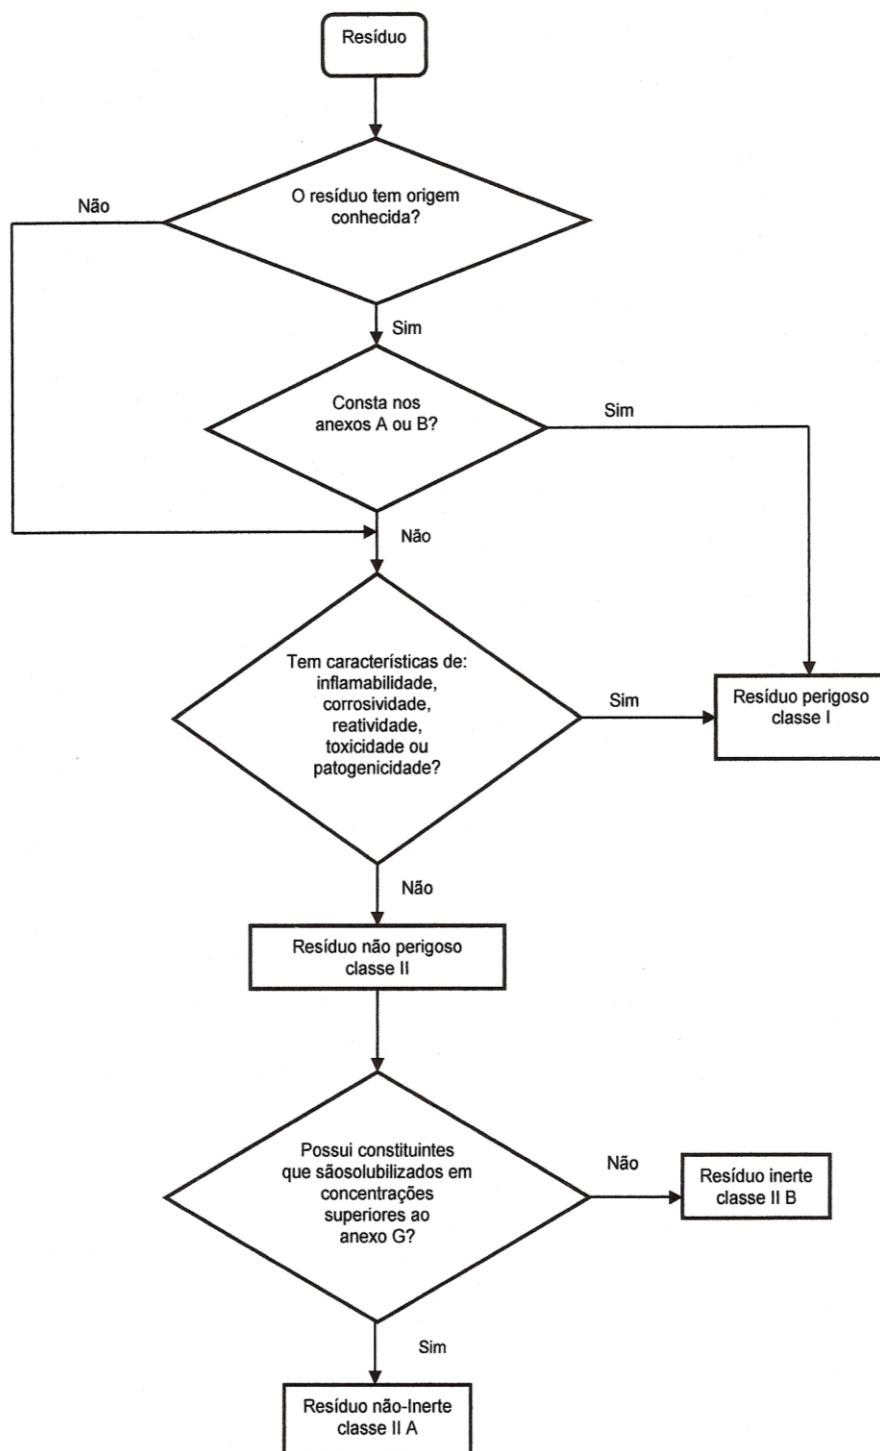 Resíduo
O resíduo tem origem
conhecida?
Não
Sim
Consta nos
anexos A ou B?
Sim
Não
Tem características de:
inflamabilidade,
corrosividade,
reatividade,
toxicidade ou
patogenicidade?
Sim
Resíduo perigoso
classe I
Não
Resíduo não perigoso
classe II
Possui constituintes
que sãosolubilizados em
concentrações
superiores ao
anexo G?
Não
Resíduo inerte
classe II B
Sim
Resíduo não-Inerte
classe II A